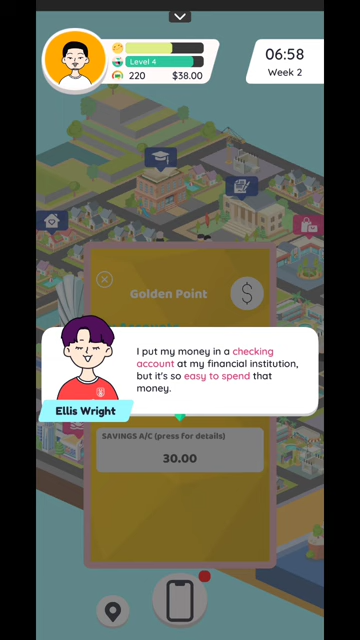 06:58
Level 4
Week 2
220
$38.00
Golden Point
$
I put my money in a checking
account at my financial institution,
but it's so easy to spend that
money.
Ellis Wright
SAVINGS A/C (press for details)
30.00